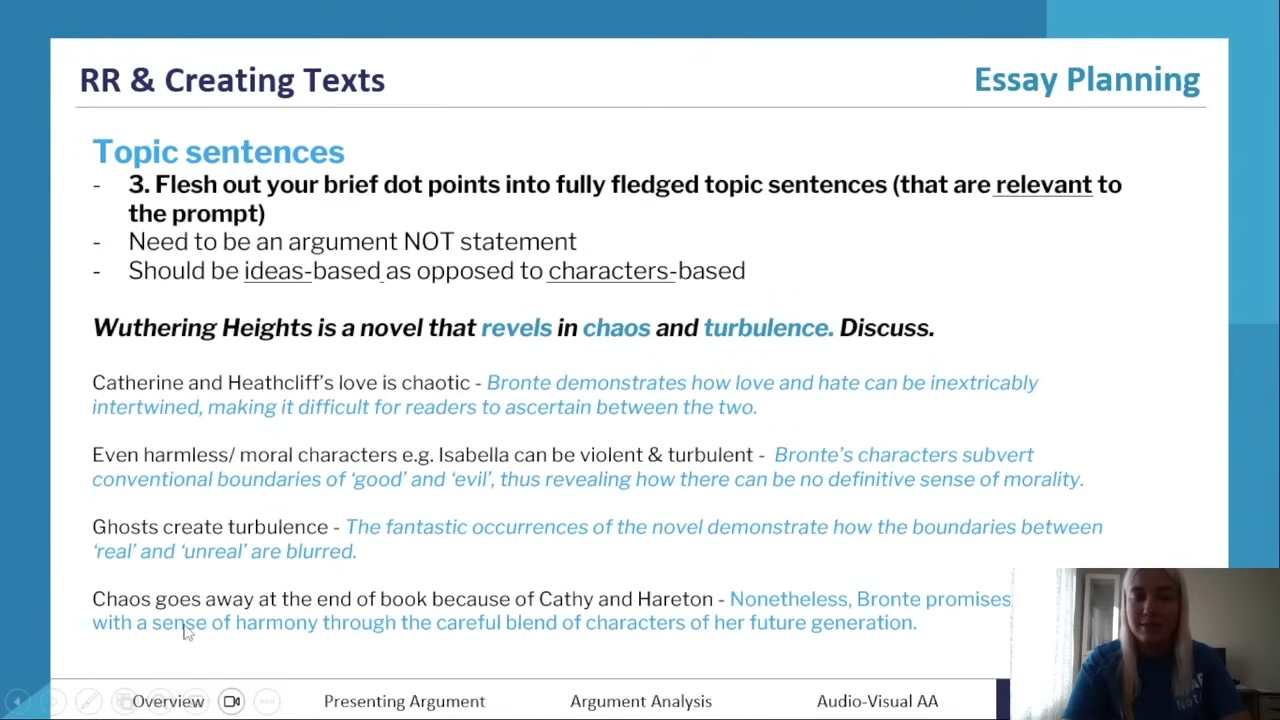 RR & Creating Texts
Essay Planning
Topic sentences
- 3. Flesh out your brief dot points into fully fledged topic sentences (that are relevant to
the prompt)
- Need to be an argument NOT statement
- Should be ideas-based as opposed to characters-based
Wuthering Heights is a novel that revels in chaos and turbulence. Discuss.
Catherine and Heathcliff's love is chaotic - Bronte demonstrates how love and hate can be inextricably
intertwined, making it difficult for readers to ascertain between the two.
Even harmless/ moral characters e.g. Isabella can be violent & turbulent - Bronte's characters subvert
conventional boundaries of 'good' and 'evil', thus revealing how there can be no definitive sense of morality.
Ghosts create turbulence - The fantastic occurrences of the novel demonstrate how the boundaries between
'real' and 'unreal' are blurred.
Chaos goes away at the end of book because of Cathy and Hareton - Nonetheless, Bronte promises
with a sense of harmony through the careful blend of characters of her future generation.
Overview
Presenting Argument
Argument Analysis
Audio-Visual AA